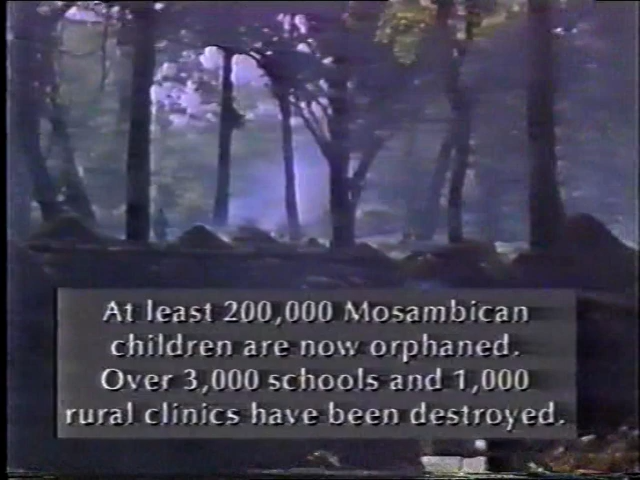 At least 200,000 Mosambican
children are now orphaned.
Over 3,000 schools and 1,000
rural clinics have been destroyed.